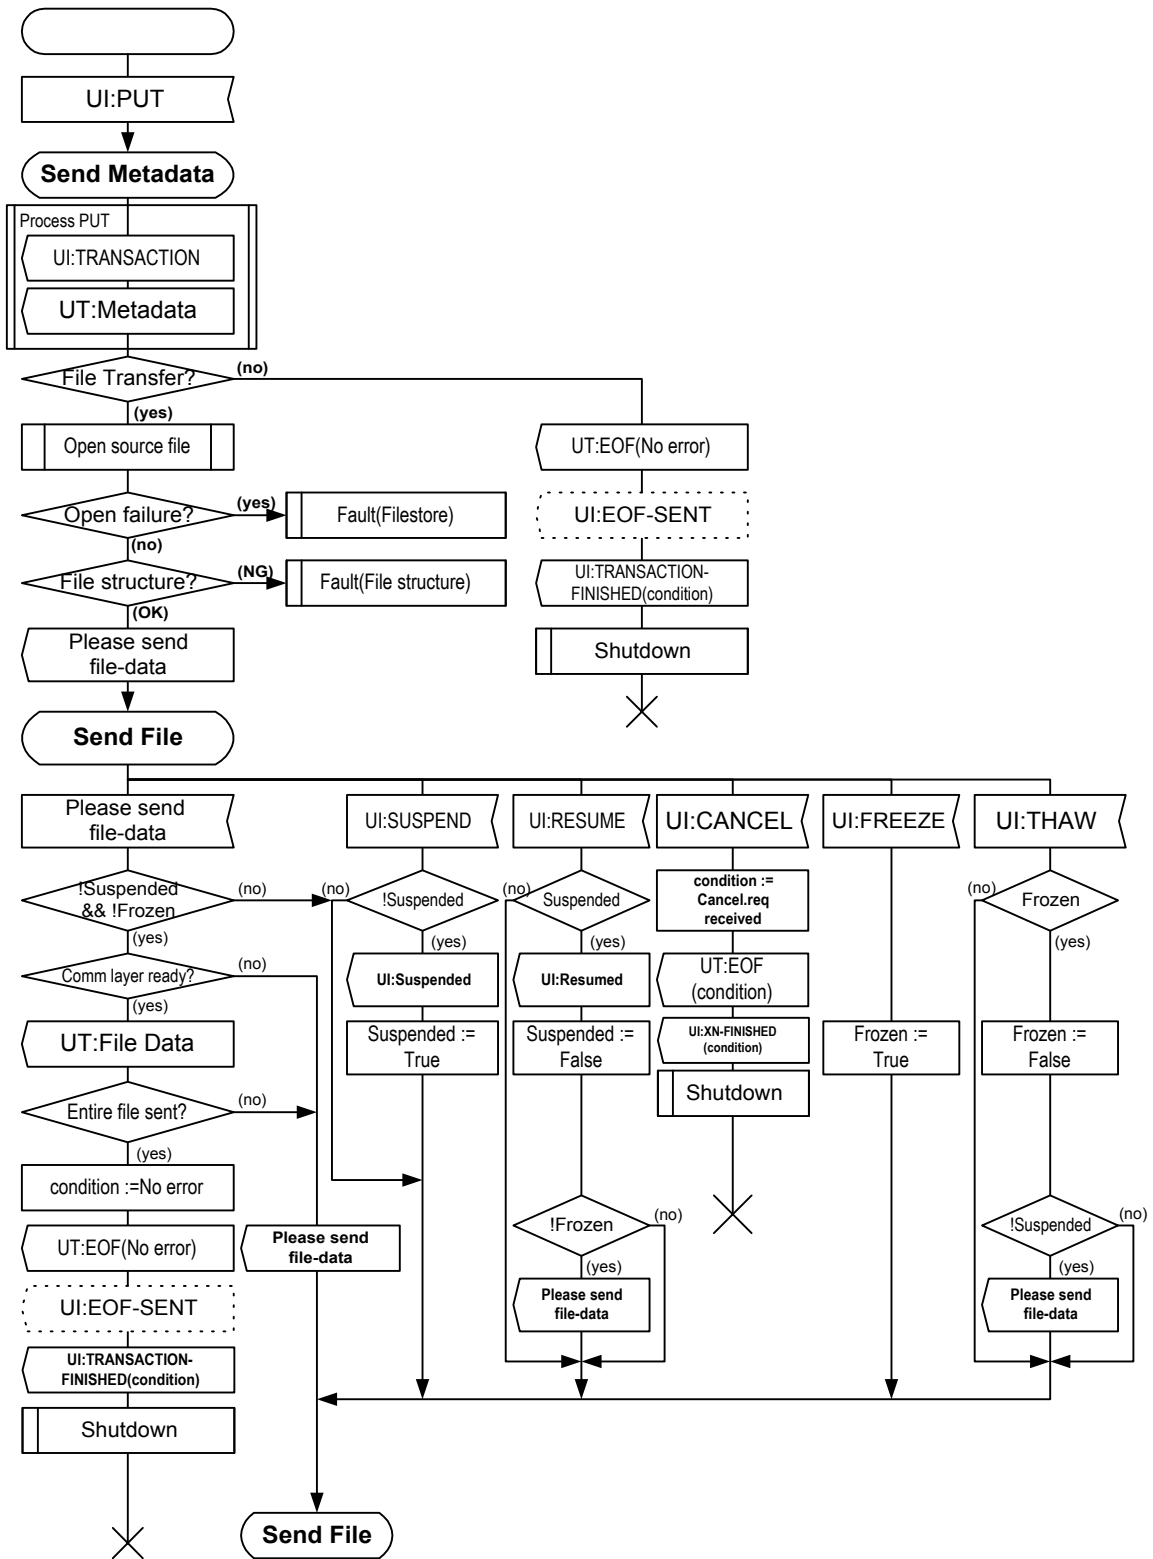 UI:PUT
Send Metadata
Process PUT
UI:TRANSACTION
UT:Metadata
File Transfer?
(no)
(yes)
Open source file
UT:EOF(No error)
Open failure?
(yes)
Fault(Filestore)
UI:EOF-SENT
(no)
File structure?
(NG)
Fault(File structure)
UI:TRANSACTION-
FINISHED(condition)
(OK)
Please send
file-data
Shutdown
Send File
Please send
file-data
UI:SUSPEND
UI:RESUME
UI:CANCEL
UI:FREEZE
UI:THAW
!Suspended
&& !Frozen
(no)
(no)
!Suspended
(no)
Suspended
condition :=
Cancel.req
received
(no)
Frozen
(yes)
(yes)
(yes)
(yes)
Comm layer ready?
(no)
UI:Suspended
UI:Resumed
UT:EOF
(condition)
(yes)
UT:File Data
Suspended :=
True
Suspended :=
False
UI:XN-FINISHED
(condition)
Frozen :=
True
Frozen :=
False
Entire file sent?
(no)
Shutdown
(yes)
condition :=No error
UT:EOF(No error)
Please send
file-data
!Frozen
(no)
!Suspended
(no)
(yes)
(yes)
UI:EOF-SENT
Please send
file-data
Please send
file-data
UI:TRANSACTION-
FINISHED(condition)
Shutdown
Send File